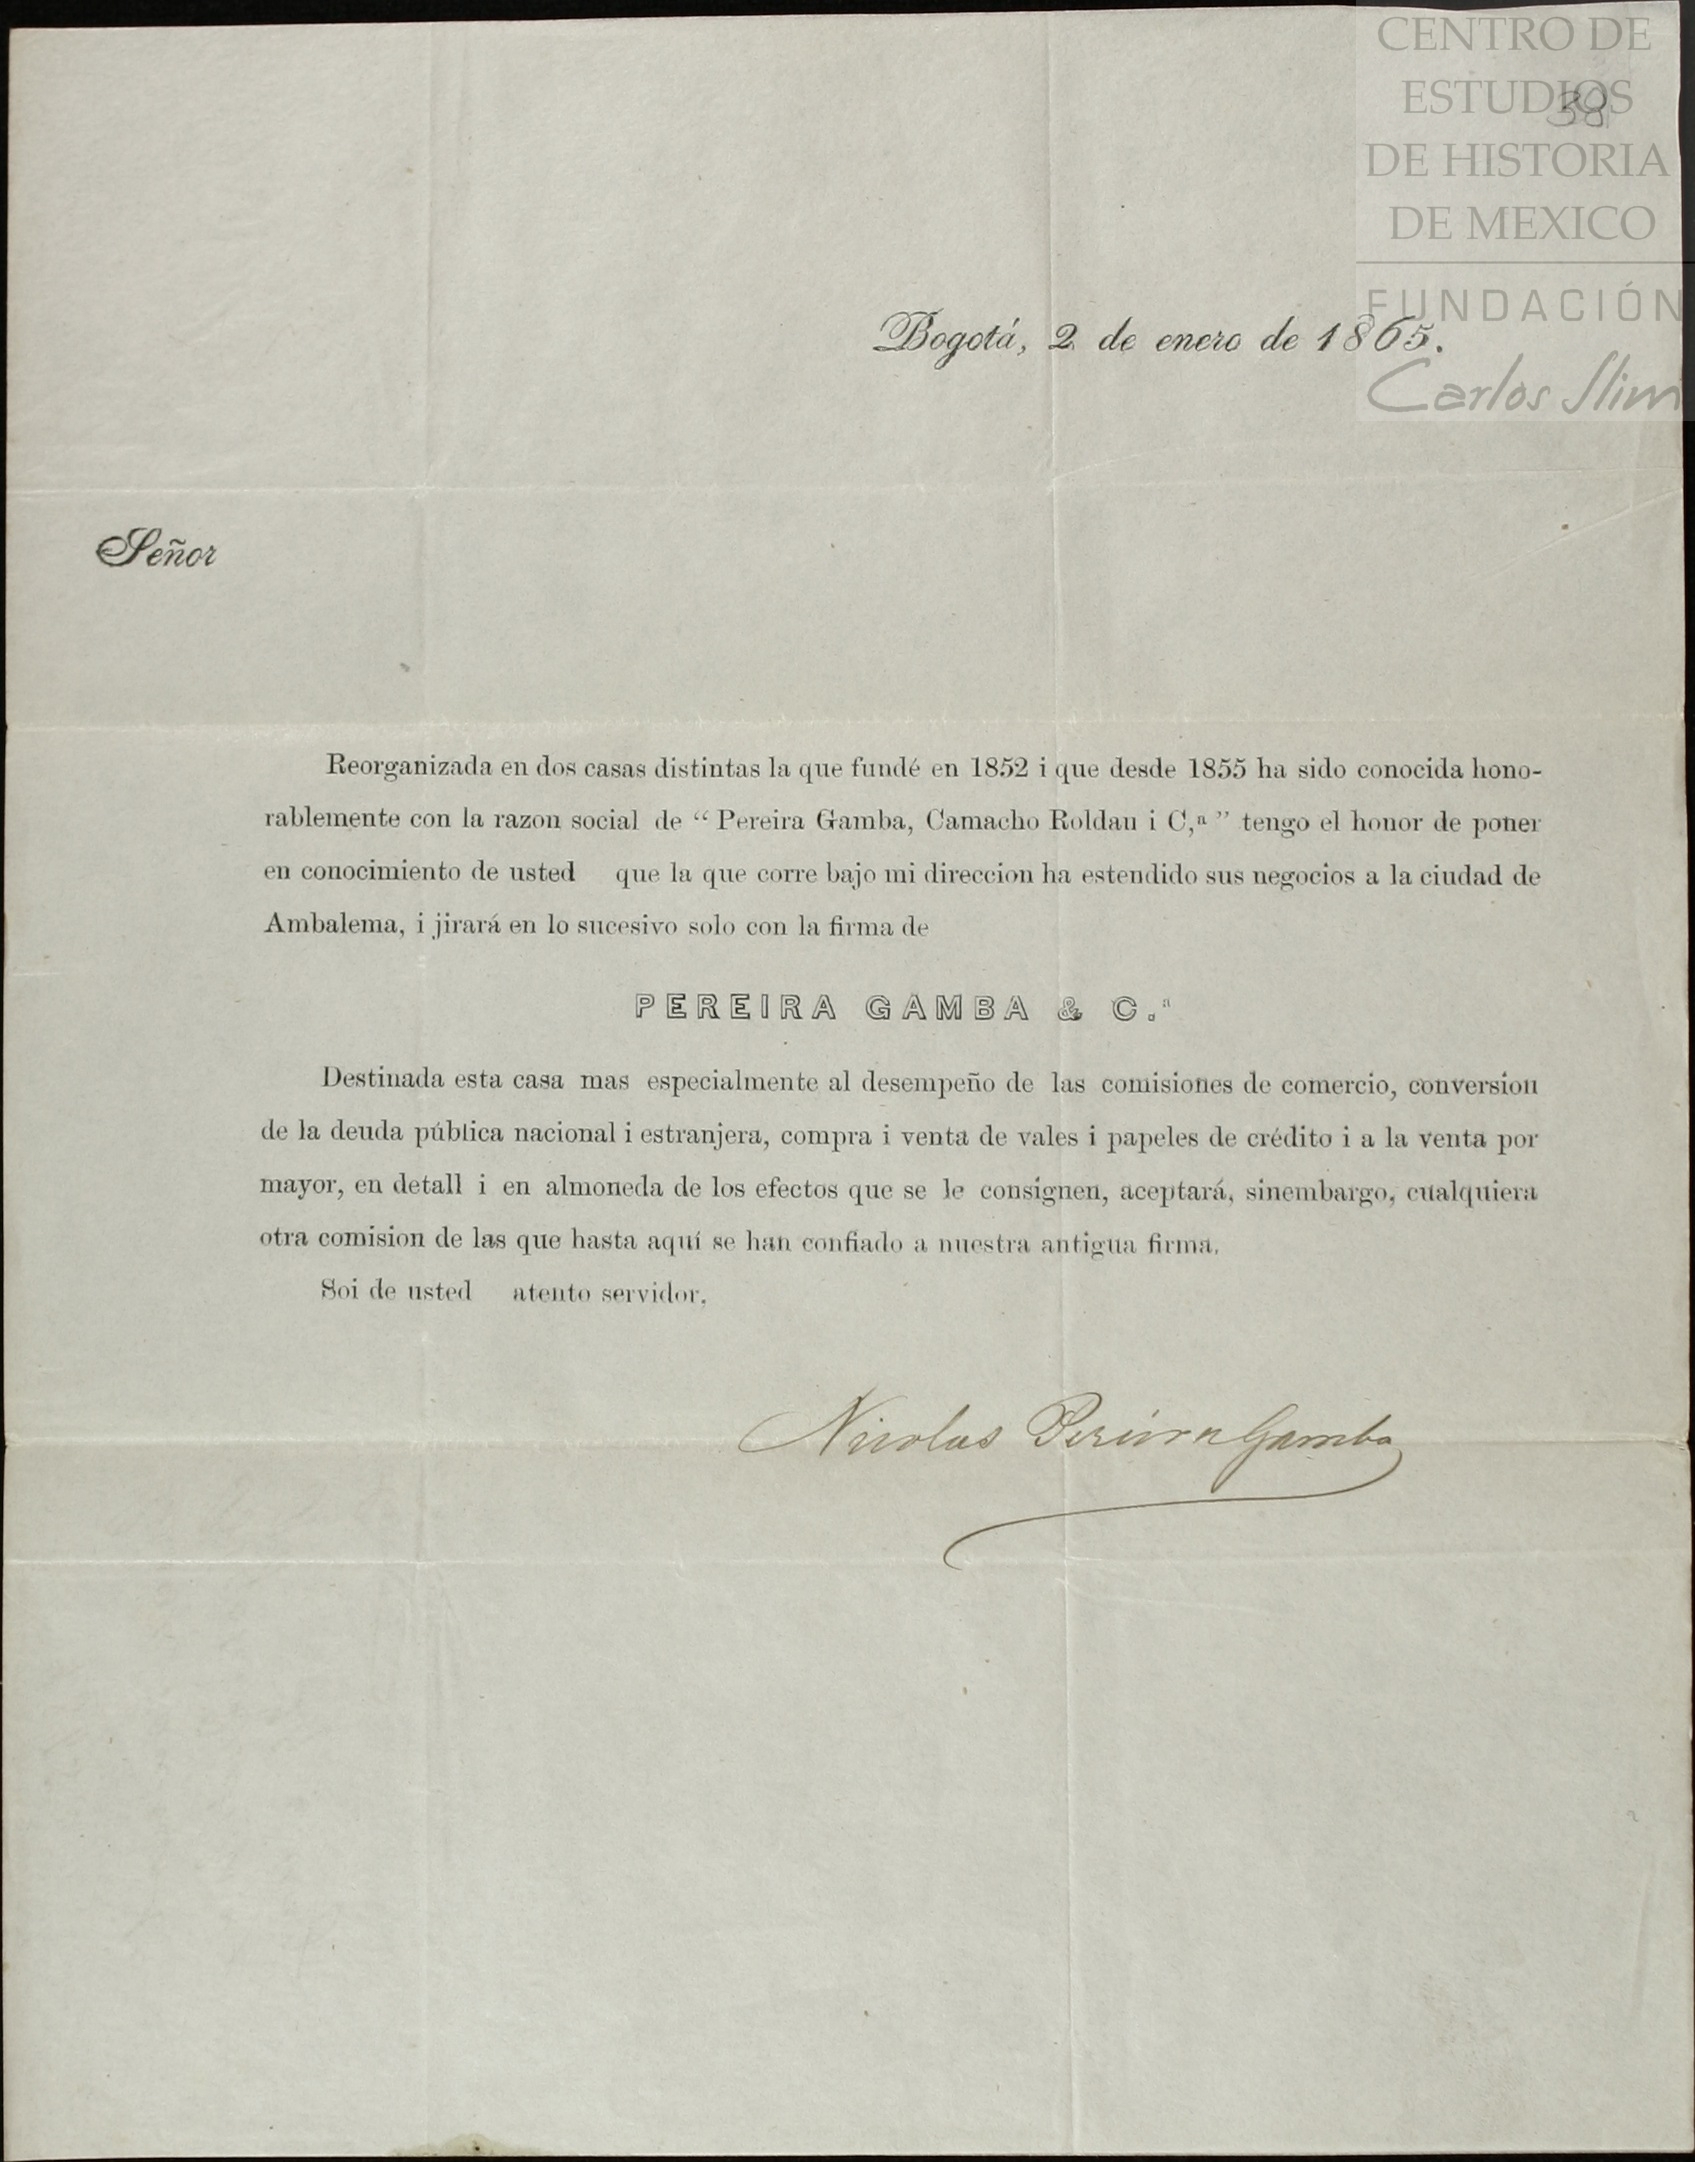 CENTRO DE
ESTUDIOS
38
DE HISTORIA
DE MEXICO
FUNDACIÓN
Carlos Slim
Bogotá, 2 de enero de 1865.
Señor
Reorganizada en dos casas distintas la que fundé en 1852 i que desde 1855 ha sido conocida hono-
rablemente con la razon social de “ Pereira Gamba, Camacho Roldan i C,ª ” tengo el honor de poner
en conocimiento de usted que la que corre bajo mi direccion ha estendido sus negocios a la ciudad de
Ambalema, i jirará en lo sucesivo solo con la firma de
PEREIRA GAMBA & C.ª
Destinada esta casa mas especialmente al desempeño de las comisiones de comercio, conversion
de la deuda pública nacional i estranjera, compra i venta de vales i papeles de crédito i a la venta por
mayor, en detall i en almoneda de los efectos que se le consignen, aceptará, sinembargo, cualquiera
otra comision de las que hasta aquí se han confiado a nuestra antigua firma.
Soi de usted atento servidor.
Nicolas Pereira Gamba